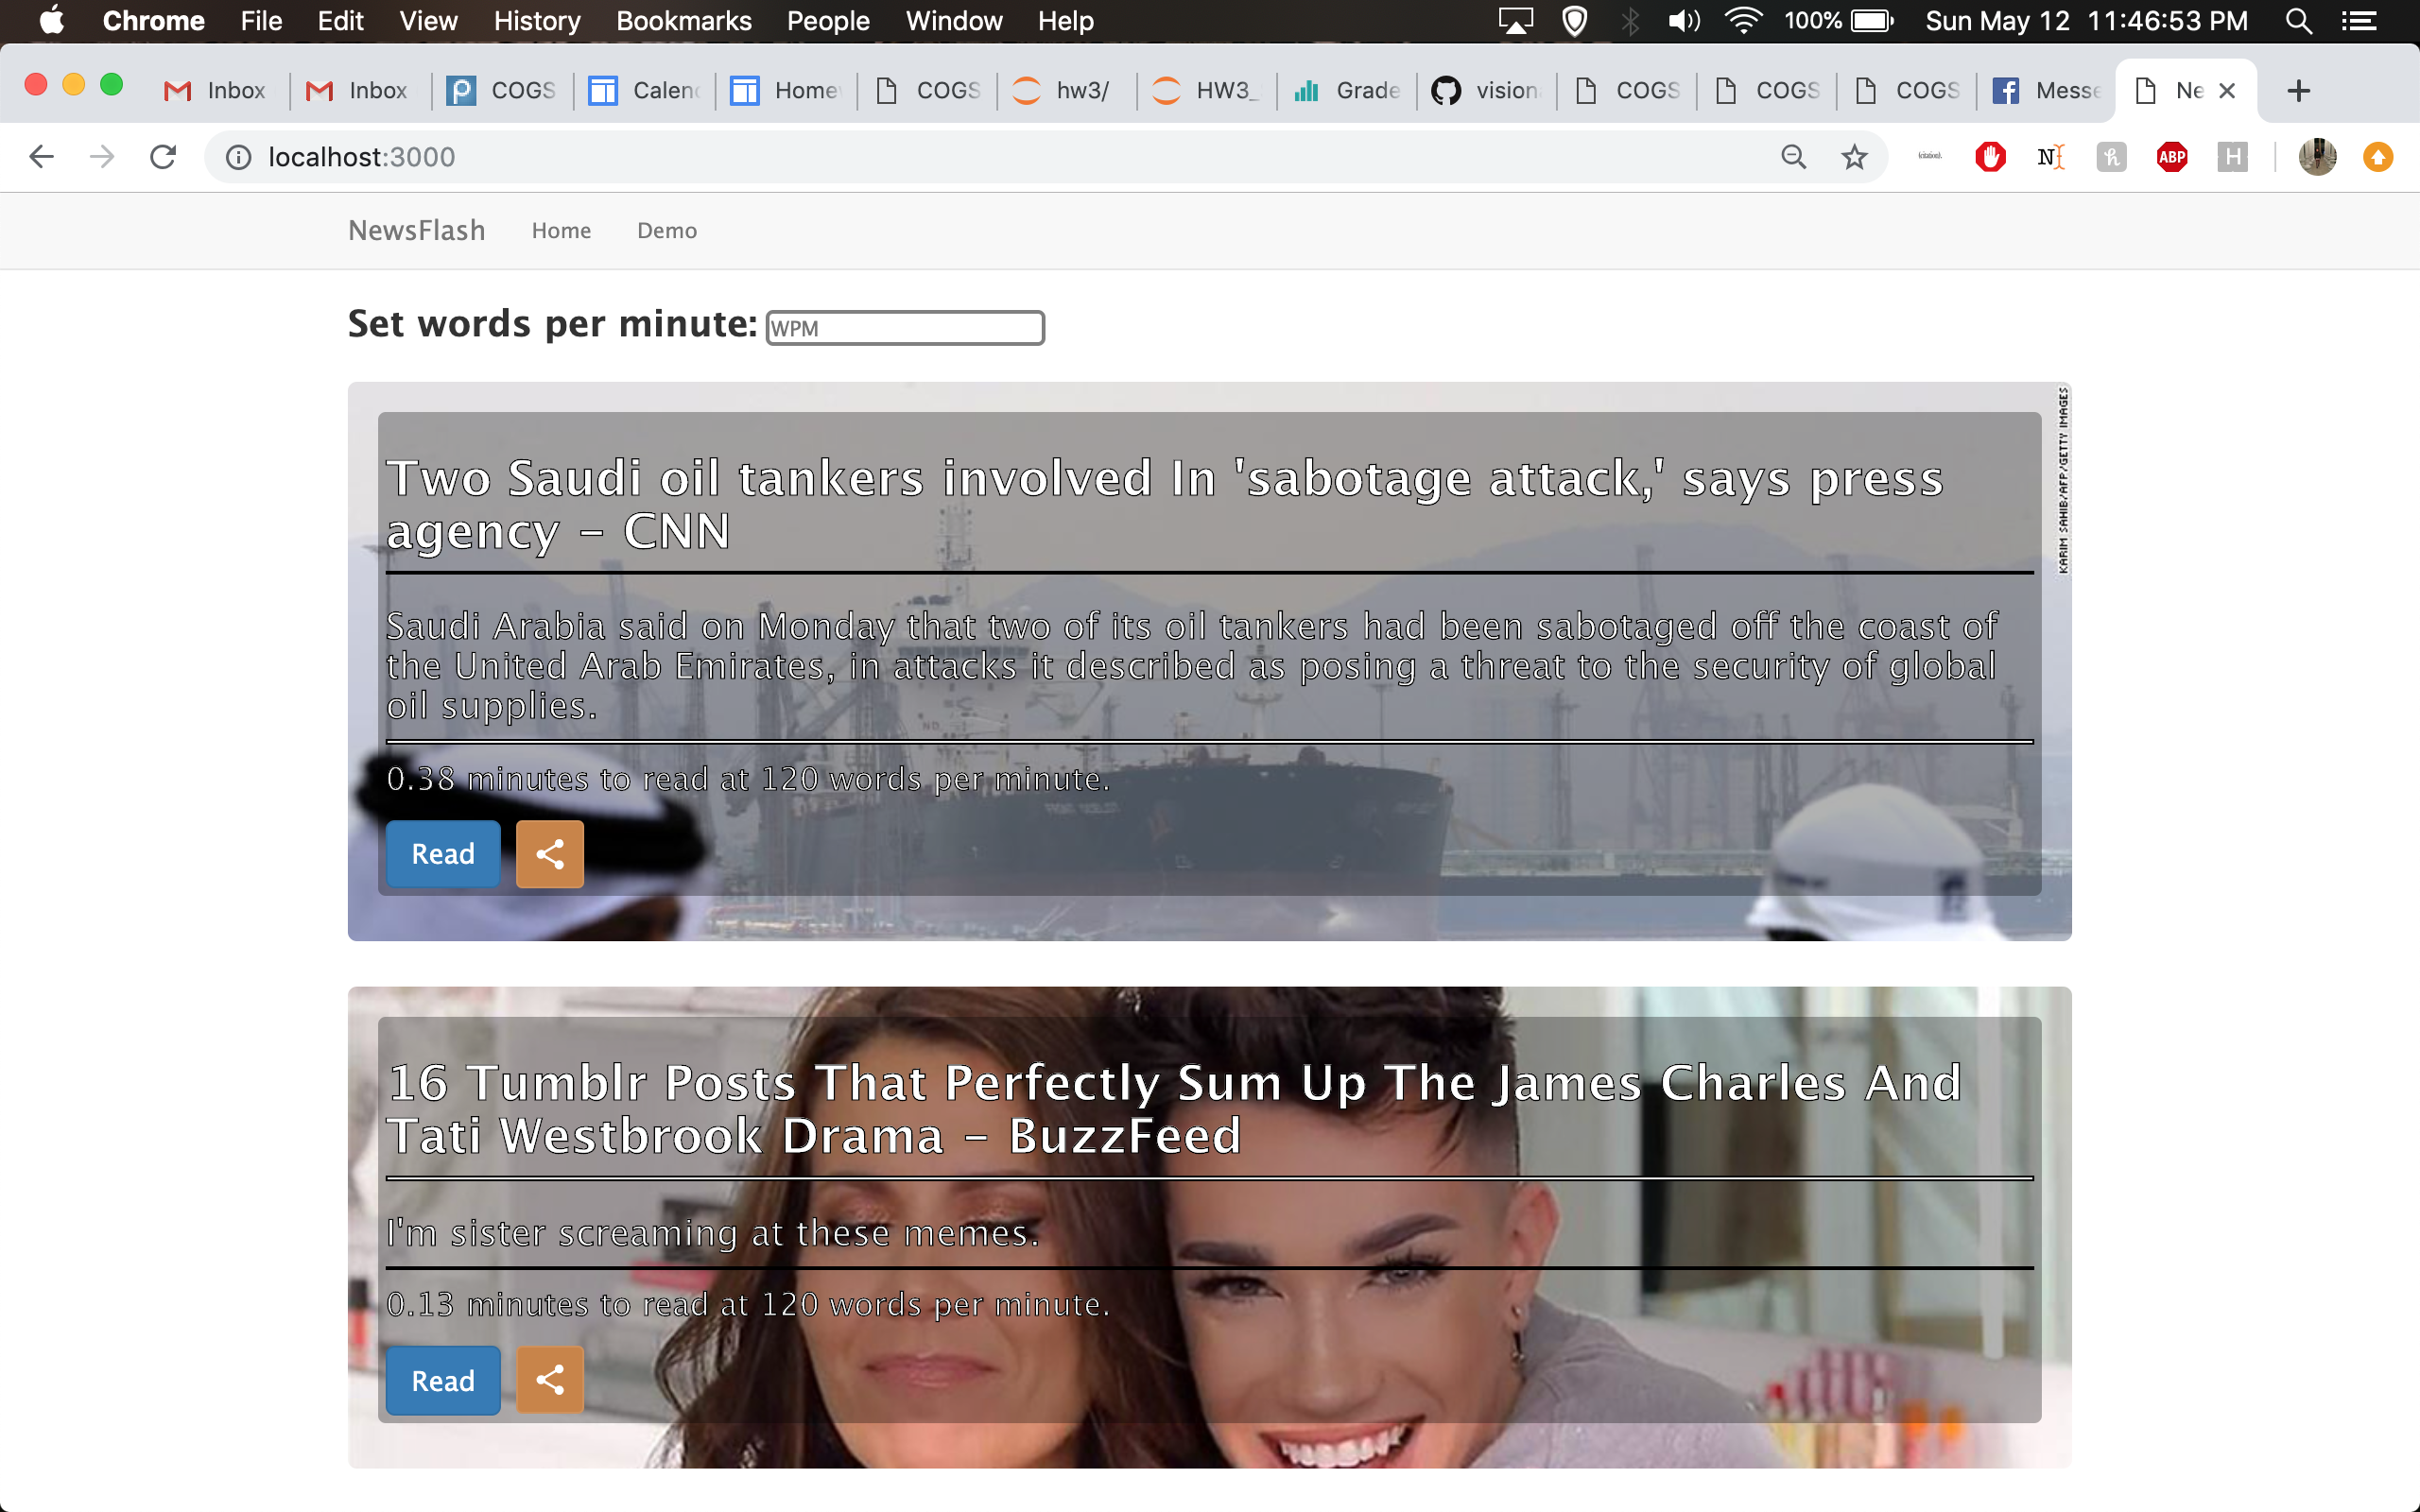 Chrome File Edit View History Bookmarks People Window Help 100% Sun May 12 11:46:53 PM
Inbox Inbox COGS Calen Home COGS hw3/ HW3_ Grade vision COGS COGS COGS Messe Ne
localhost:3000 ABP H
NewsFlash Home Demo
Set words per minute: WPM
KARIM SAHIB/AFP/GETTY IMAGES
Two Saudi oil tankers involved In 'sabotage attack,' says press
agency - CNN
Saudi Arabia said on Monday that two of its oil tankers had been sabotaged off the coast of
the United Arab Emirates, in attacks it described as posing a threat to the security of global
oil supplies.
0.38 minutes to read at 120 words per minute.
Read
16 Tumblr Posts That Perfectly Sum Up The James Charles And
Tati Westbrook Drama - BuzzFeed
I'm sister screaming at these memes.
0.13 minutes to read at 120 words per minute.
Read